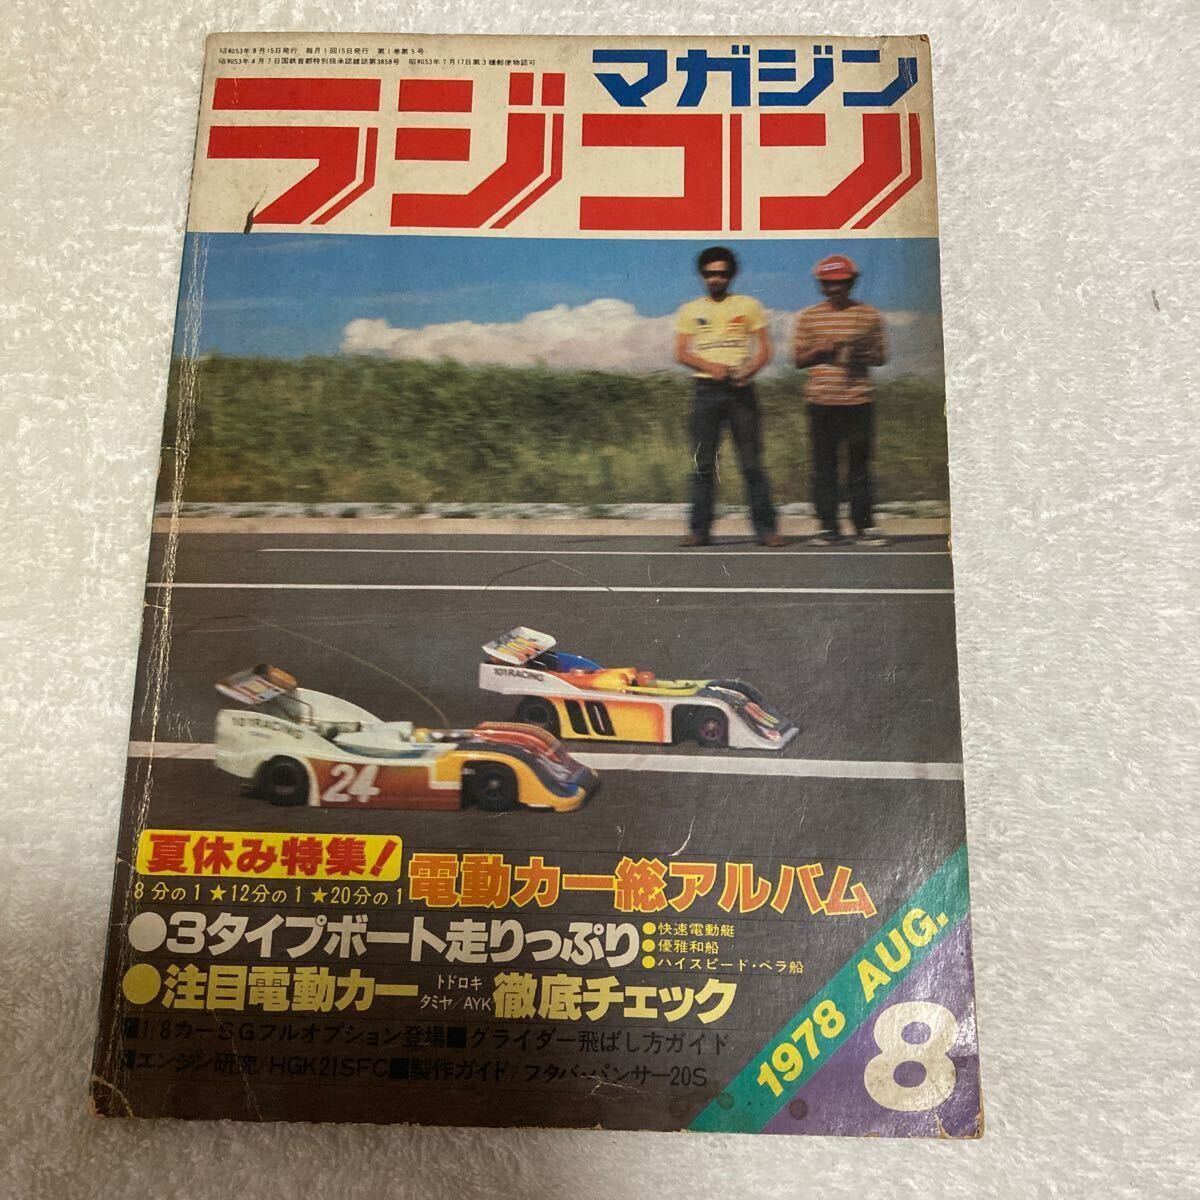 昭和53年8月15日発行 毎月1回15日発行 第1巻第5号
昭和53年4月7日国鉄首都特別扱承認雑誌第3858号 昭和53年7月17日第3種郵便物認可
マガジン
ラジコン
101RACING
10
101RACING
24
夏休み特集!
8分の1★12分の1★20分の1
電動カー総アルバム
●3タイプボート走りっぷり
●快速電動艇
●優雅和船
●ハイスピード・ペラ船
●注目電動カー
トドロキ
タミヤ/AYK
徹底チェック
■1/8カーSGフルオプション登場■グライダー飛ばし方ガイド
■エンジン研究/HGK21SFC■製作ガイド/フタバ・パンサー20S
1978 AUG.
8